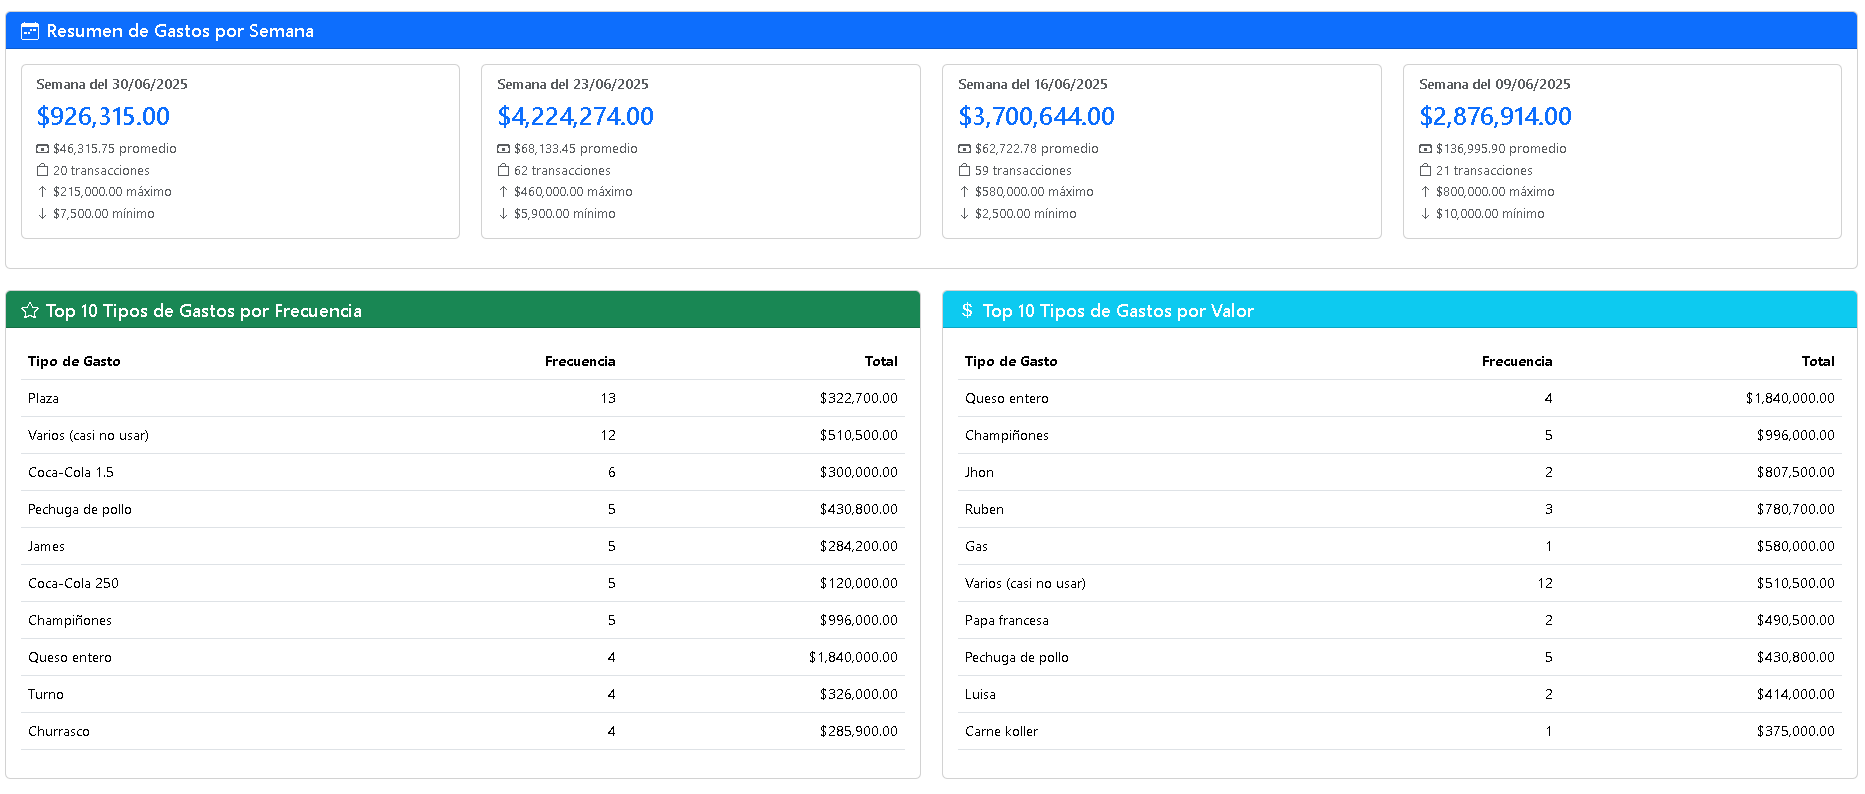 Resumen de Gastos por Semana
Semana del 30/06/2025
$926,315.00
$46,315.75 promedio
20 transacciones
↑ $215,000.00 máximo
↓ $7,500.00 mínimo
Semana del 23/06/2025
$4,224,274.00
$68,133.45 promedio
62 transacciones
↑ $460,000.00 máximo
↓ $5,900.00 mínimo
Semana del 16/06/2025
$3,700,644.00
$62,722.78 promedio
59 transacciones
↑ $580,000.00 máximo
↓ $2,500.00 mínimo
Semana del 09/06/2025
$2,876,914.00
$136,995.90 promedio
21 transacciones
↑ $800,000.00 máximo
↓ $10,000.00 mínimo
Top 10 Tipos de Gastos por Frecuencia
Tipo de Gasto Frecuencia Total
Plaza 13 $322,700.00
Varios (casi no usar) 12 $510,500.00
Coca-Cola 1.5 6 $300,000.00
Pechuga de pollo 5 $430,800.00
James 5 $284,200.00
Coca-Cola 250 5 $120,000.00
Champiñones 5 $996,000.00
Queso entero 4 $1,840,000.00
Turno 4 $326,000.00
Churrasco 4 $285,900.00
$ Top 10 Tipos de Gastos por Valor
Tipo de Gasto Frecuencia Total
Queso entero 4 $1,840,000.00
Champiñones 5 $996,000.00
Jhon 2 $807,500.00
Ruben 3 $780,700.00
Gas 1 $580,000.00
Varios (casi no usar) 12 $510,500.00
Papa francesa 2 $490,500.00
Pechuga de pollo 5 $430,800.00
Luisa 2 $414,000.00
Carne koller 1 $375,000.00